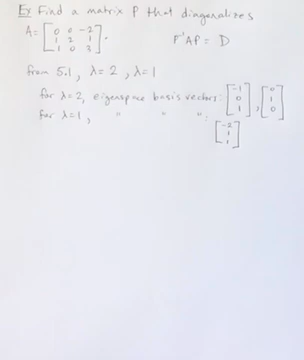 Ex Find a matrix P that diagonalizes
A = [0 0 -2; 1 2 1; 1 0 3]. P⁻¹AP = D
from 5.1, λ = 2, λ = 1
for λ = 2, eigenspace basis vectors: [-1; 0; 1], [0; 1; 0]
for λ = 1, " " ": [-2; 1; 1]